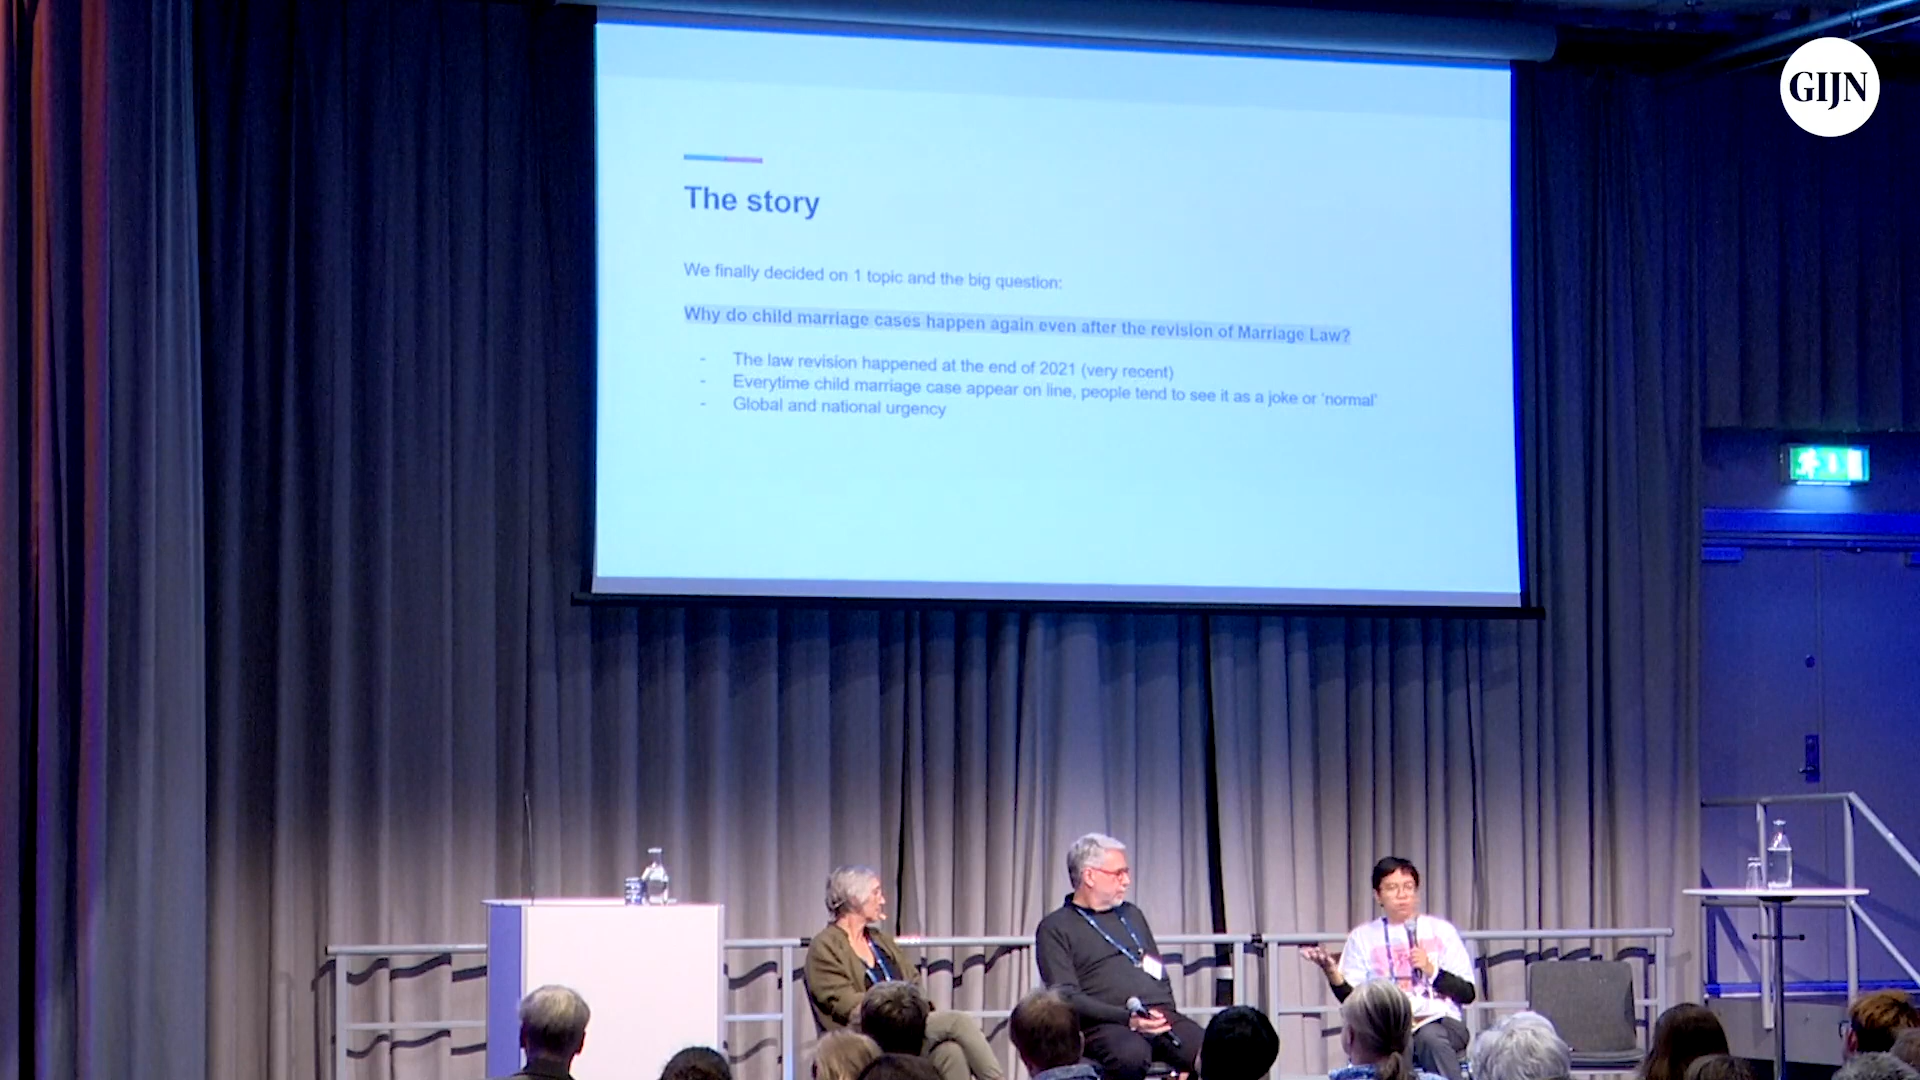 GIJN
The story
We finally decided on 1 topic and the big question:
Why do child marriage cases happen again even after the revision of Marriage Law?
- The law revision happened at the end of 2021 (very recent)
- Everytime child marriage case appear on line, people tend to see it as a joke or 'normal'
- Global and national urgency